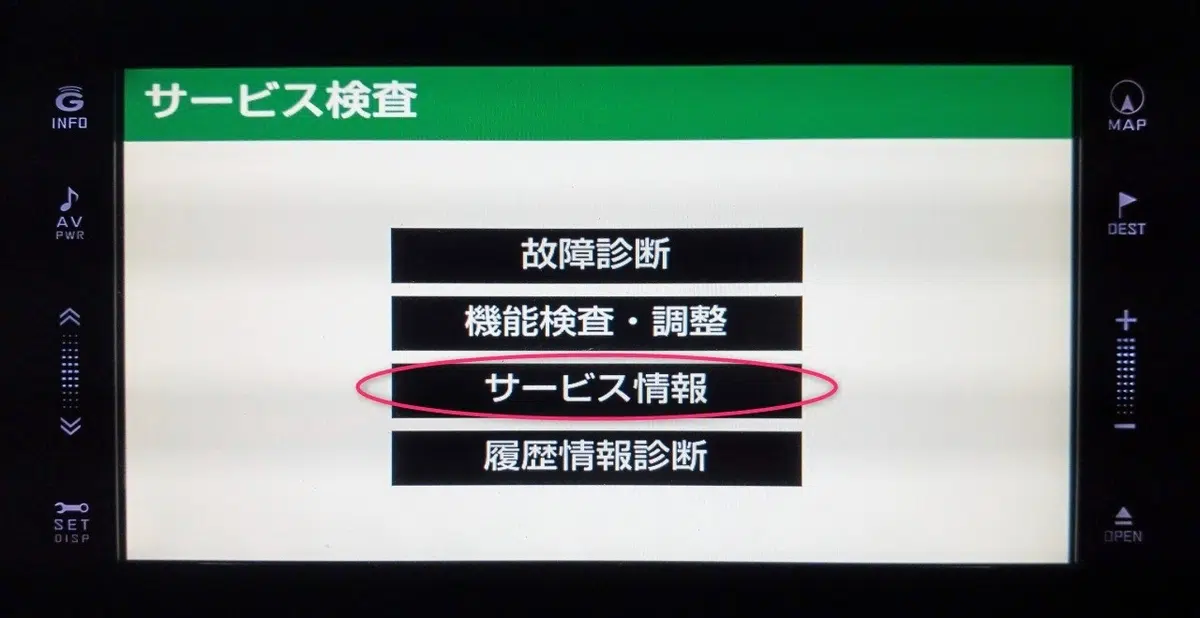 サービス検査
G
INFO
AV
PWR
SET
DISP
故障診断
機能検査・調整
サービス情報
履歴情報診断
MAP
DEST
OPEN